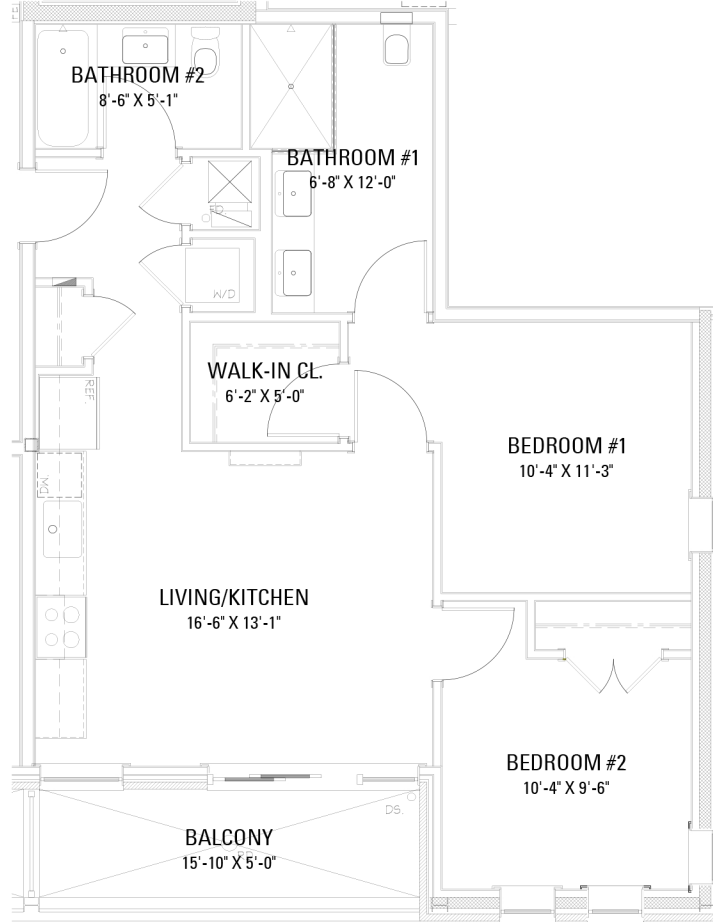 BATHROOM #2
8'-6" X 5'-1"
BATHROOM #1
6'-8" X 12'-0"
W/D
WALK-IN CL.
6'-2" X 5'-0"
REF.
BEDROOM #1
10'-4" X 11'-3"
LIVING/KITCHEN
16'-6" X 13'-1"
BEDROOM #2
10'-4" X 9'-6"
DS.
BALCONY
15'-10" X 5'-0"